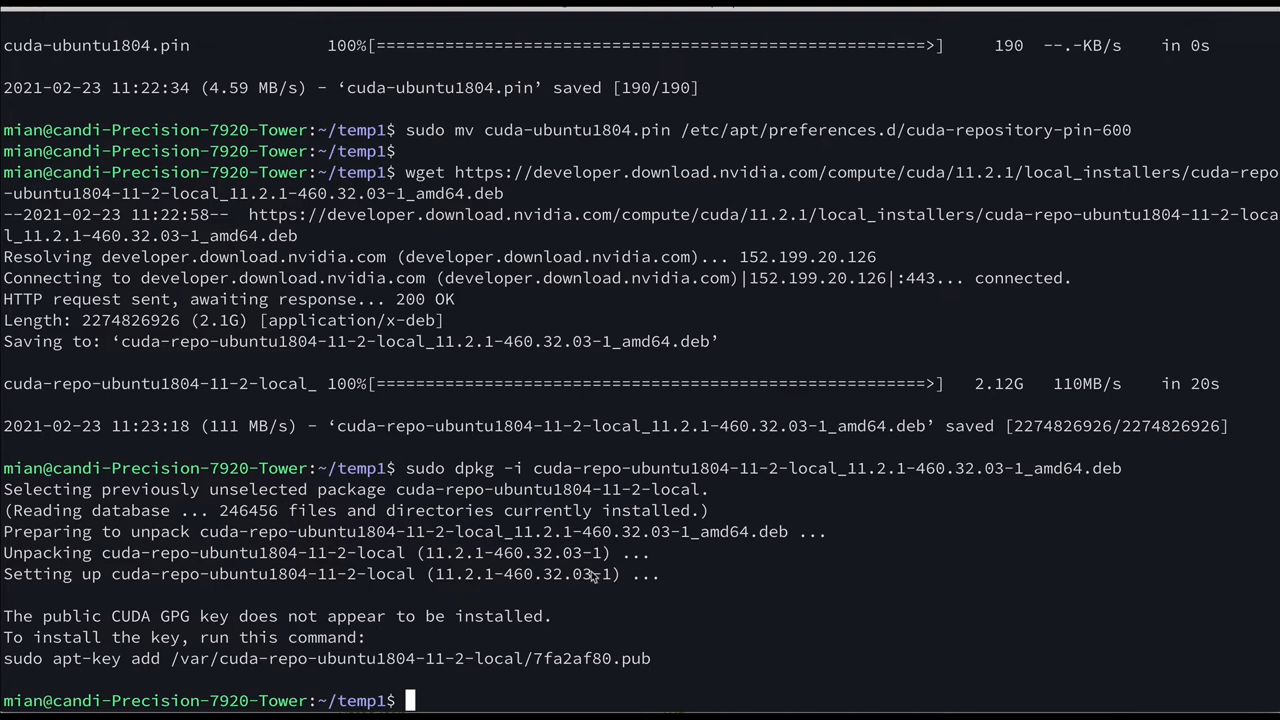 cuda-ubuntu1804.pin 100%[========================================================>] 190 --.-KB/s in 0s
2021-02-23 11:22:34 (4.59 MB/s) - ‘cuda-ubuntu1804.pin’ saved [190/190]
mian@candi-Precision-7920-Tower:~/temp1$ sudo mv cuda-ubuntu1804.pin /etc/apt/preferences.d/cuda-repository-pin-600
mian@candi-Precision-7920-Tower:~/temp1$
mian@candi-Precision-7920-Tower:~/temp1$ wget https://developer.download.nvidia.com/compute/cuda/11.2.1/local_installers/cuda-repo
-ubuntu1804-11-2-local_11.2.1-460.32.03-1_amd64.deb
--2021-02-23 11:22:58-- https://developer.download.nvidia.com/compute/cuda/11.2.1/local_installers/cuda-repo-ubuntu1804-11-2-loca
l_11.2.1-460.32.03-1_amd64.deb
Resolving developer.download.nvidia.com (developer.download.nvidia.com)... 152.199.20.126
Connecting to developer.download.nvidia.com (developer.download.nvidia.com)|152.199.20.126|:443... connected.
HTTP request sent, awaiting response... 200 OK
Length: 2274826926 (2.1G) [application/x-deb]
Saving to: ‘cuda-repo-ubuntu1804-11-2-local_11.2.1-460.32.03-1_amd64.deb’
cuda-repo-ubuntu1804-11-2-local_ 100%[========================================================>] 2.12G 110MB/s in 20s
2021-02-23 11:23:18 (111 MB/s) - ‘cuda-repo-ubuntu1804-11-2-local_11.2.1-460.32.03-1_amd64.deb’ saved [2274826926/2274826926]
mian@candi-Precision-7920-Tower:~/temp1$ sudo dpkg -i cuda-repo-ubuntu1804-11-2-local_11.2.1-460.32.03-1_amd64.deb
Selecting previously unselected package cuda-repo-ubuntu1804-11-2-local.
(Reading database ... 246456 files and directories currently installed.)
Preparing to unpack cuda-repo-ubuntu1804-11-2-local_11.2.1-460.32.03-1_amd64.deb ...
Unpacking cuda-repo-ubuntu1804-11-2-local (11.2.1-460.32.03-1) ...
Setting up cuda-repo-ubuntu1804-11-2-local (11.2.1-460.32.03-1) ...
The public CUDA GPG key does not appear to be installed.
To install the key, run this command:
sudo apt-key add /var/cuda-repo-ubuntu1804-11-2-local/7fa2af80.pub
mian@candi-Precision-7920-Tower:~/temp1$